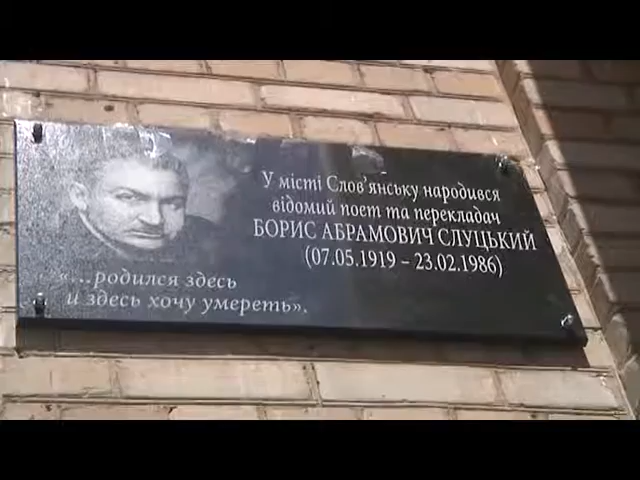 У місті Слов'янську народився
відомий поет та перекладач
БОРИС АБРАМОВИЧ СЛУЦЬКИЙ
(07.05.1919 – 23.02.1986)
«...родился здесь
и здесь хочу умереть».